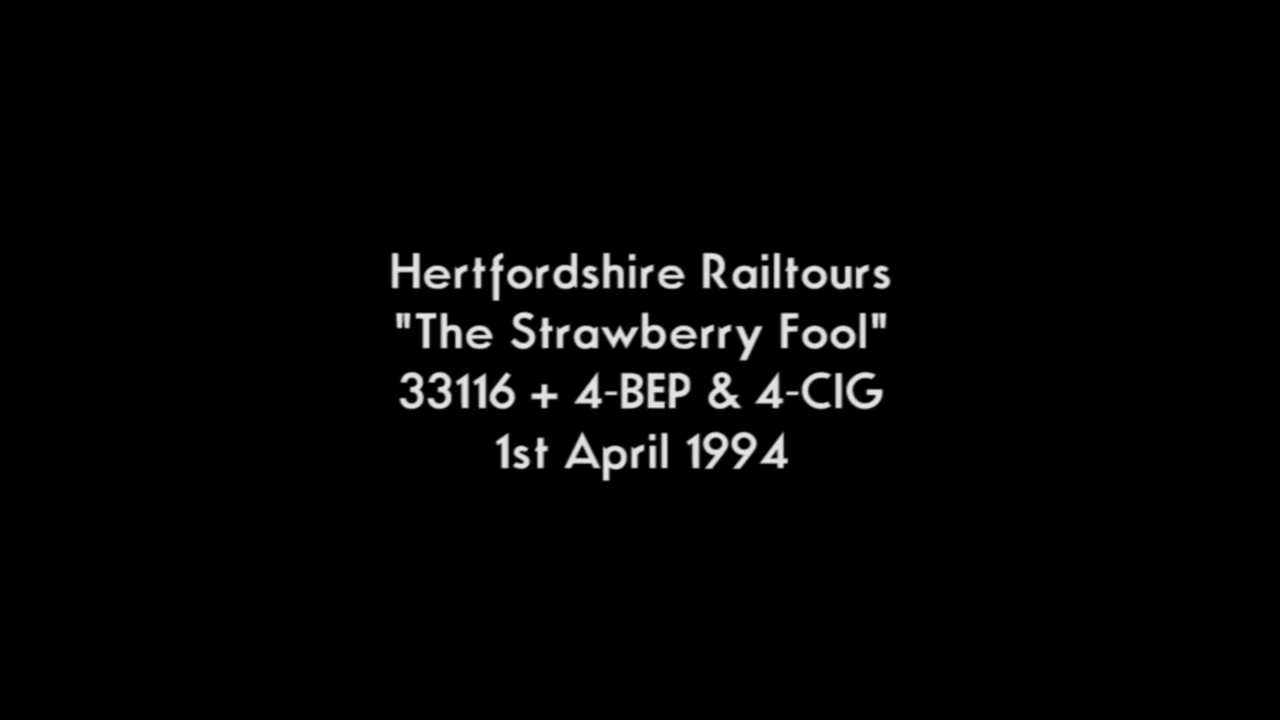 Hertfordshire Railtours
"The Strawberry Fool"
33116 + 4-BEP & 4-CIG
1st April 1994